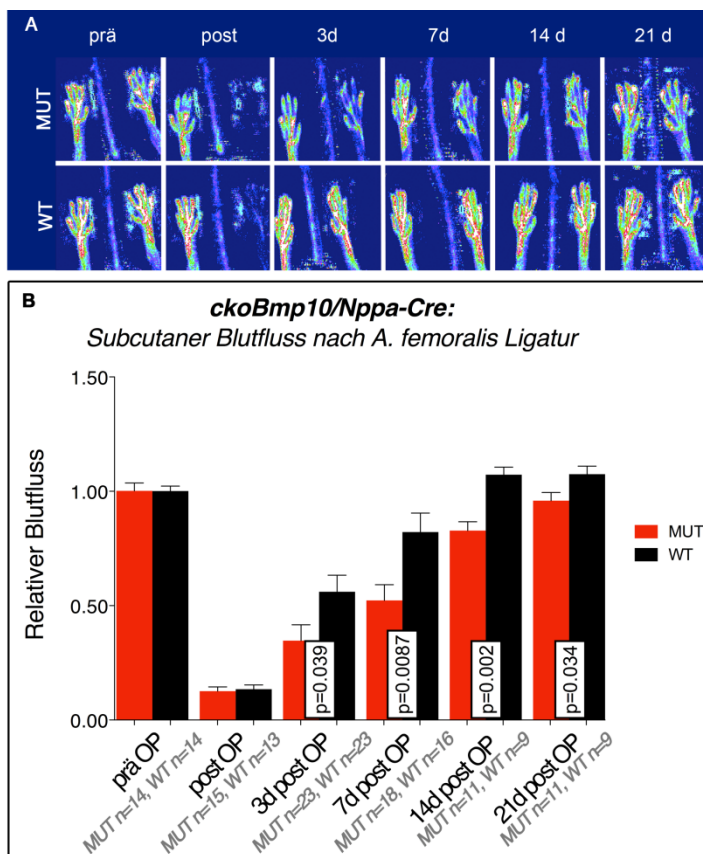 A
prä post 3d 7d 14 d 21 d
MUT
WT
B
ckoBmp10/Nppa-Cre:
Subcutaner Blutfluss nach A. femoralis Ligatur
Relativer Blutfluss
1.50
1.00
0.50
0.00
p=0.039
p=0.0087
p=0.002
p=0.034
MUT
WT
prä OP
MUT n=14, WT n=14
post OP
MUT n=15, WT n=13
3d post OP
MUT n=23, WT n=23
7d post OP
MUT n=18, WT n=16
14d post OP
MUT n=11, WT n=9
21d post OP
MUT n=11, WT n=9